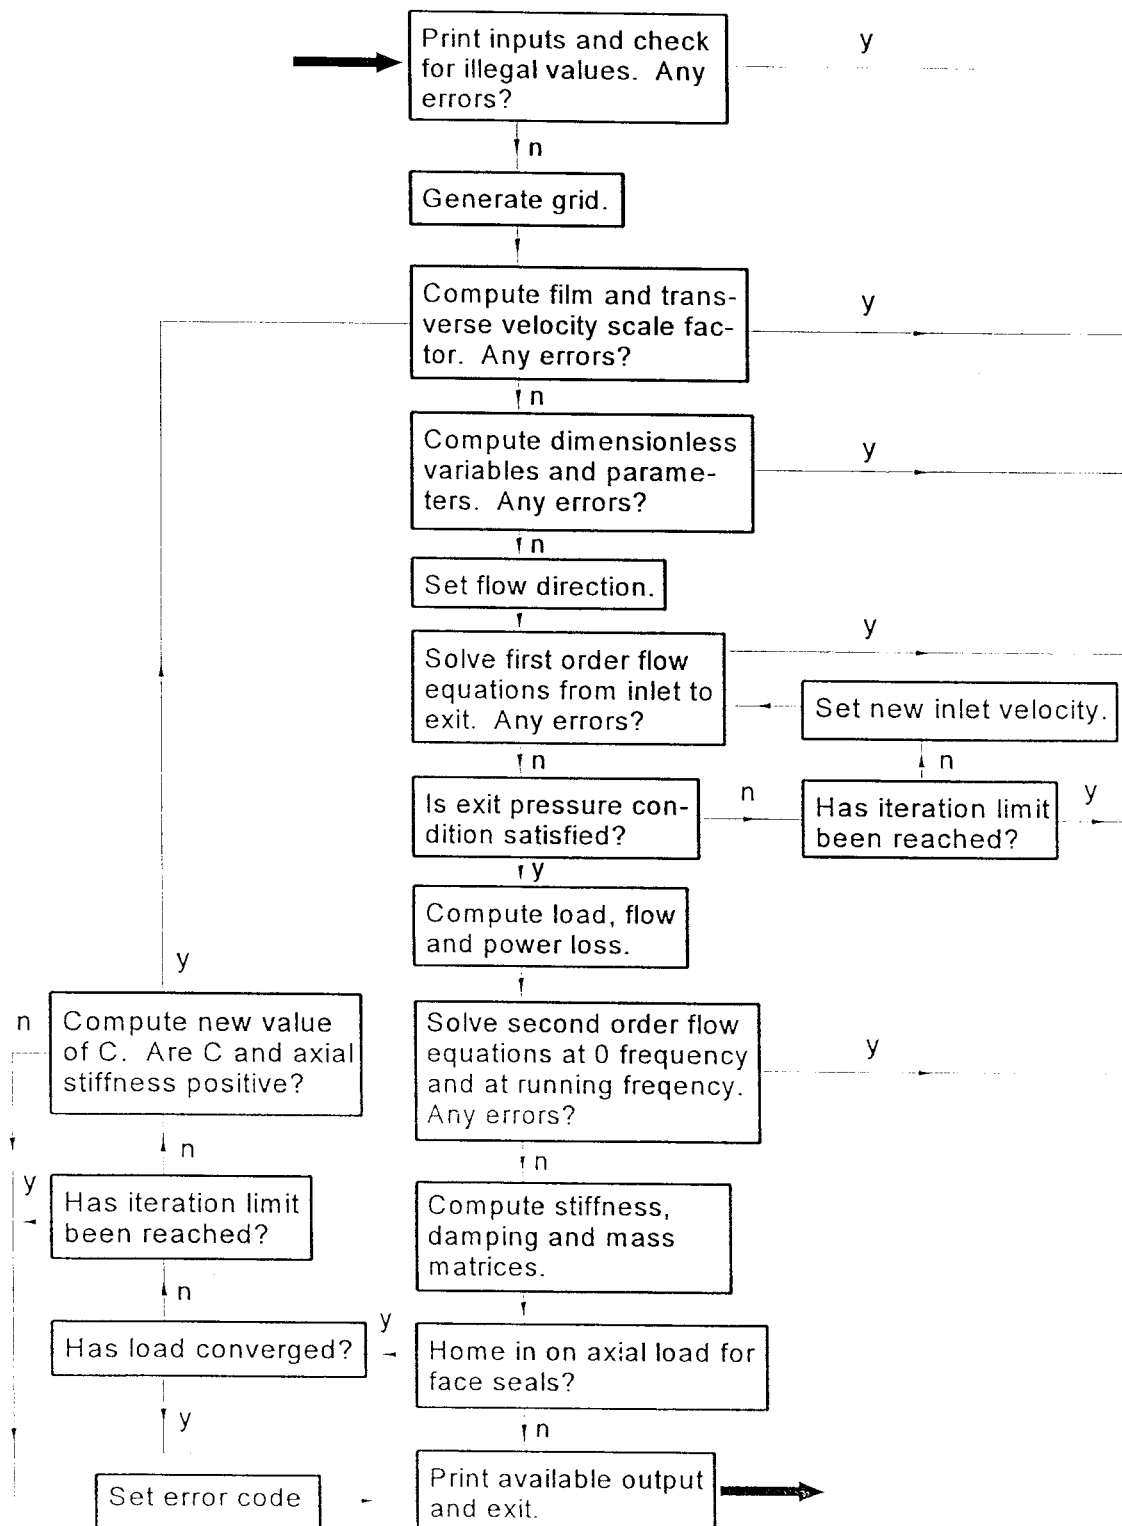 Print inputs and check
for illegal values. Any
errors?
y
n
Generate grid.
Compute film and trans-
verse velocity scale fac-
tor. Any errors?
y
n
Compute dimensionless
variables and parame-
ters. Any errors?
y
n
Set flow direction.
Solve first order flow
equations from inlet to
exit. Any errors?
y
Set new inlet velocity.
n
n
Is exit pressure con-
dition satisfied?
n
Has iteration limit
been reached?
y
y
Compute load, flow
and power loss.
y
n
Compute new value
of C. Are C and axial
stiffness positive?
Solve second order flow
equations at 0 frequency
and at running freqency.
Any errors?
y
n
n
y
Has iteration limit
been reached?
Compute stiffness,
damping and mass
matrices.
n
Has load converged?
y
Home in on axial load for
face seals?
y
n
Set error code
Print available output
and exit.